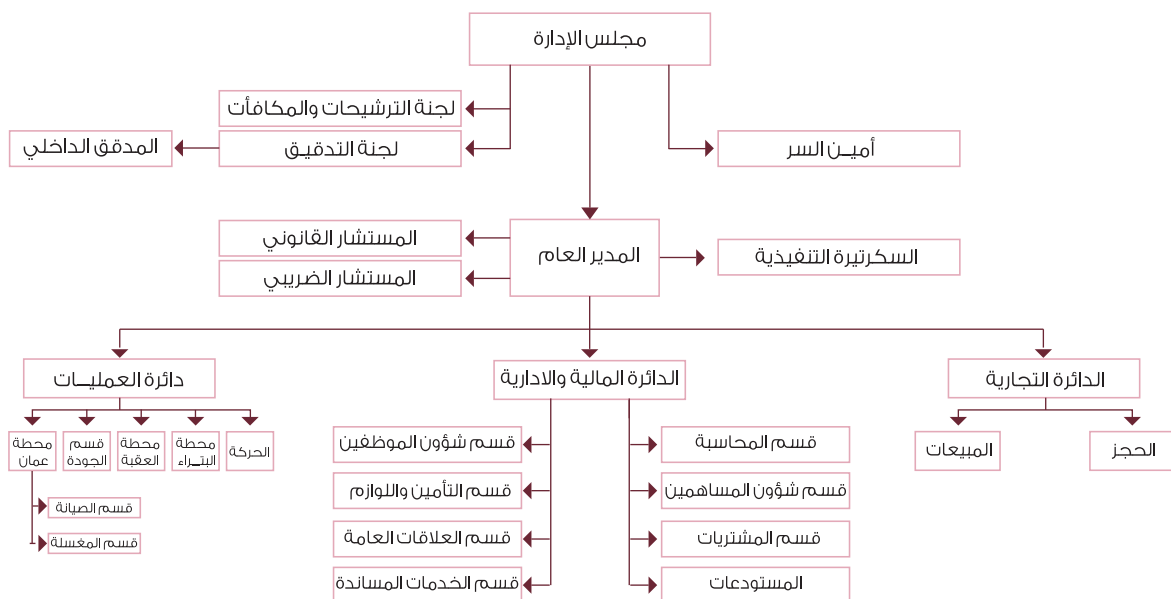 مجلس الإدارة
لجنة الترشيحات والمكافأت
أميـن السر
لجنة التدقيـق
المدقق الداخلي
المدير العام
المستشار القانوني
السكرتيرة التنفيذية
المستشار الضريبي
الدائرة التجارية
الدائرة المالية والادارية
دائرة العمليـات
الحجز
المبيعات
قسم المحاسبة
قسم شؤون المساهمين
قسم المشتريات
المستودعات
قسم شؤون الموظفين
قسم التأمين واللوازم
قسم العلاقات العامة
قسم الخدمات المساندة
الحركة
محطة
البتـراء
محطة
العقبة
قسم
الجودة
محطة
عمان
قسم الصيانة
قسم المغسلة